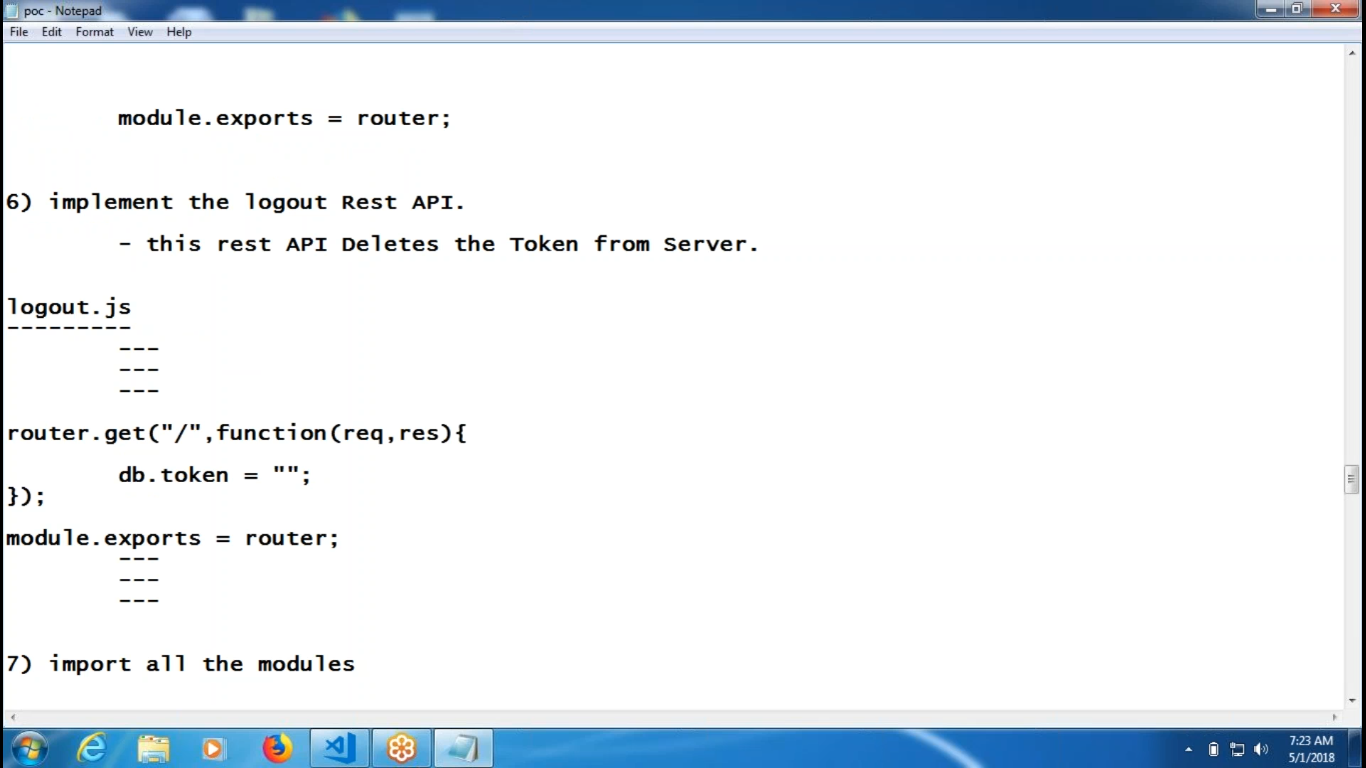 poc - Notepad
File Edit Format View Help
module.exports = router;
6) implement the logout Rest API.
- this rest API Deletes the Token from Server.
logout.js
---------
---
---
---
router.get("/",function(req,res){
db.token = "";
});
module.exports = router;
---
---
---
7) import all the modules
7:23 AM
5/1/2018